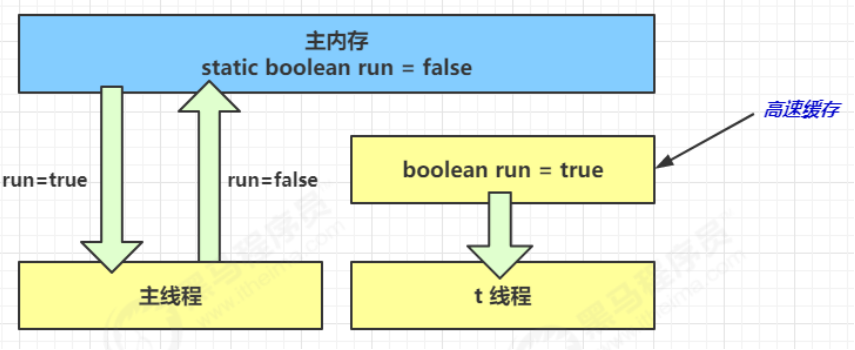 主内存
static boolean run = false
高速缓存
boolean run = true
run=true
run=false
主线程
t 线程
黑马程序员
www.itheima.com
黑马程序员
www.itheima.com